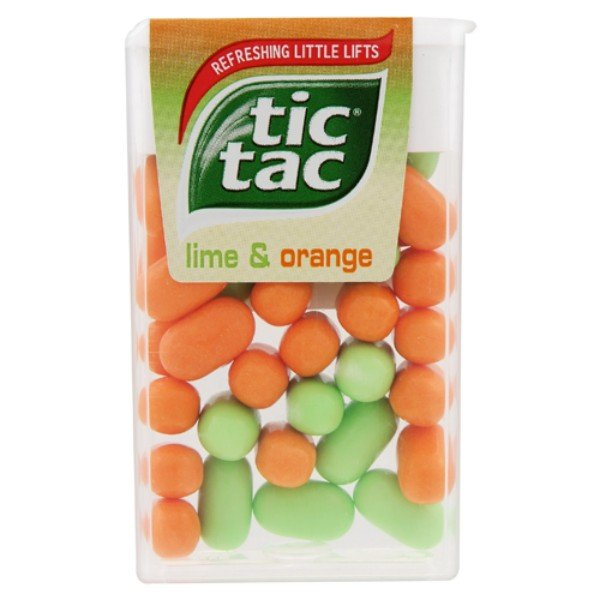 REFRESHING LITTLE LIFTS
tic
tac®
lime & orange